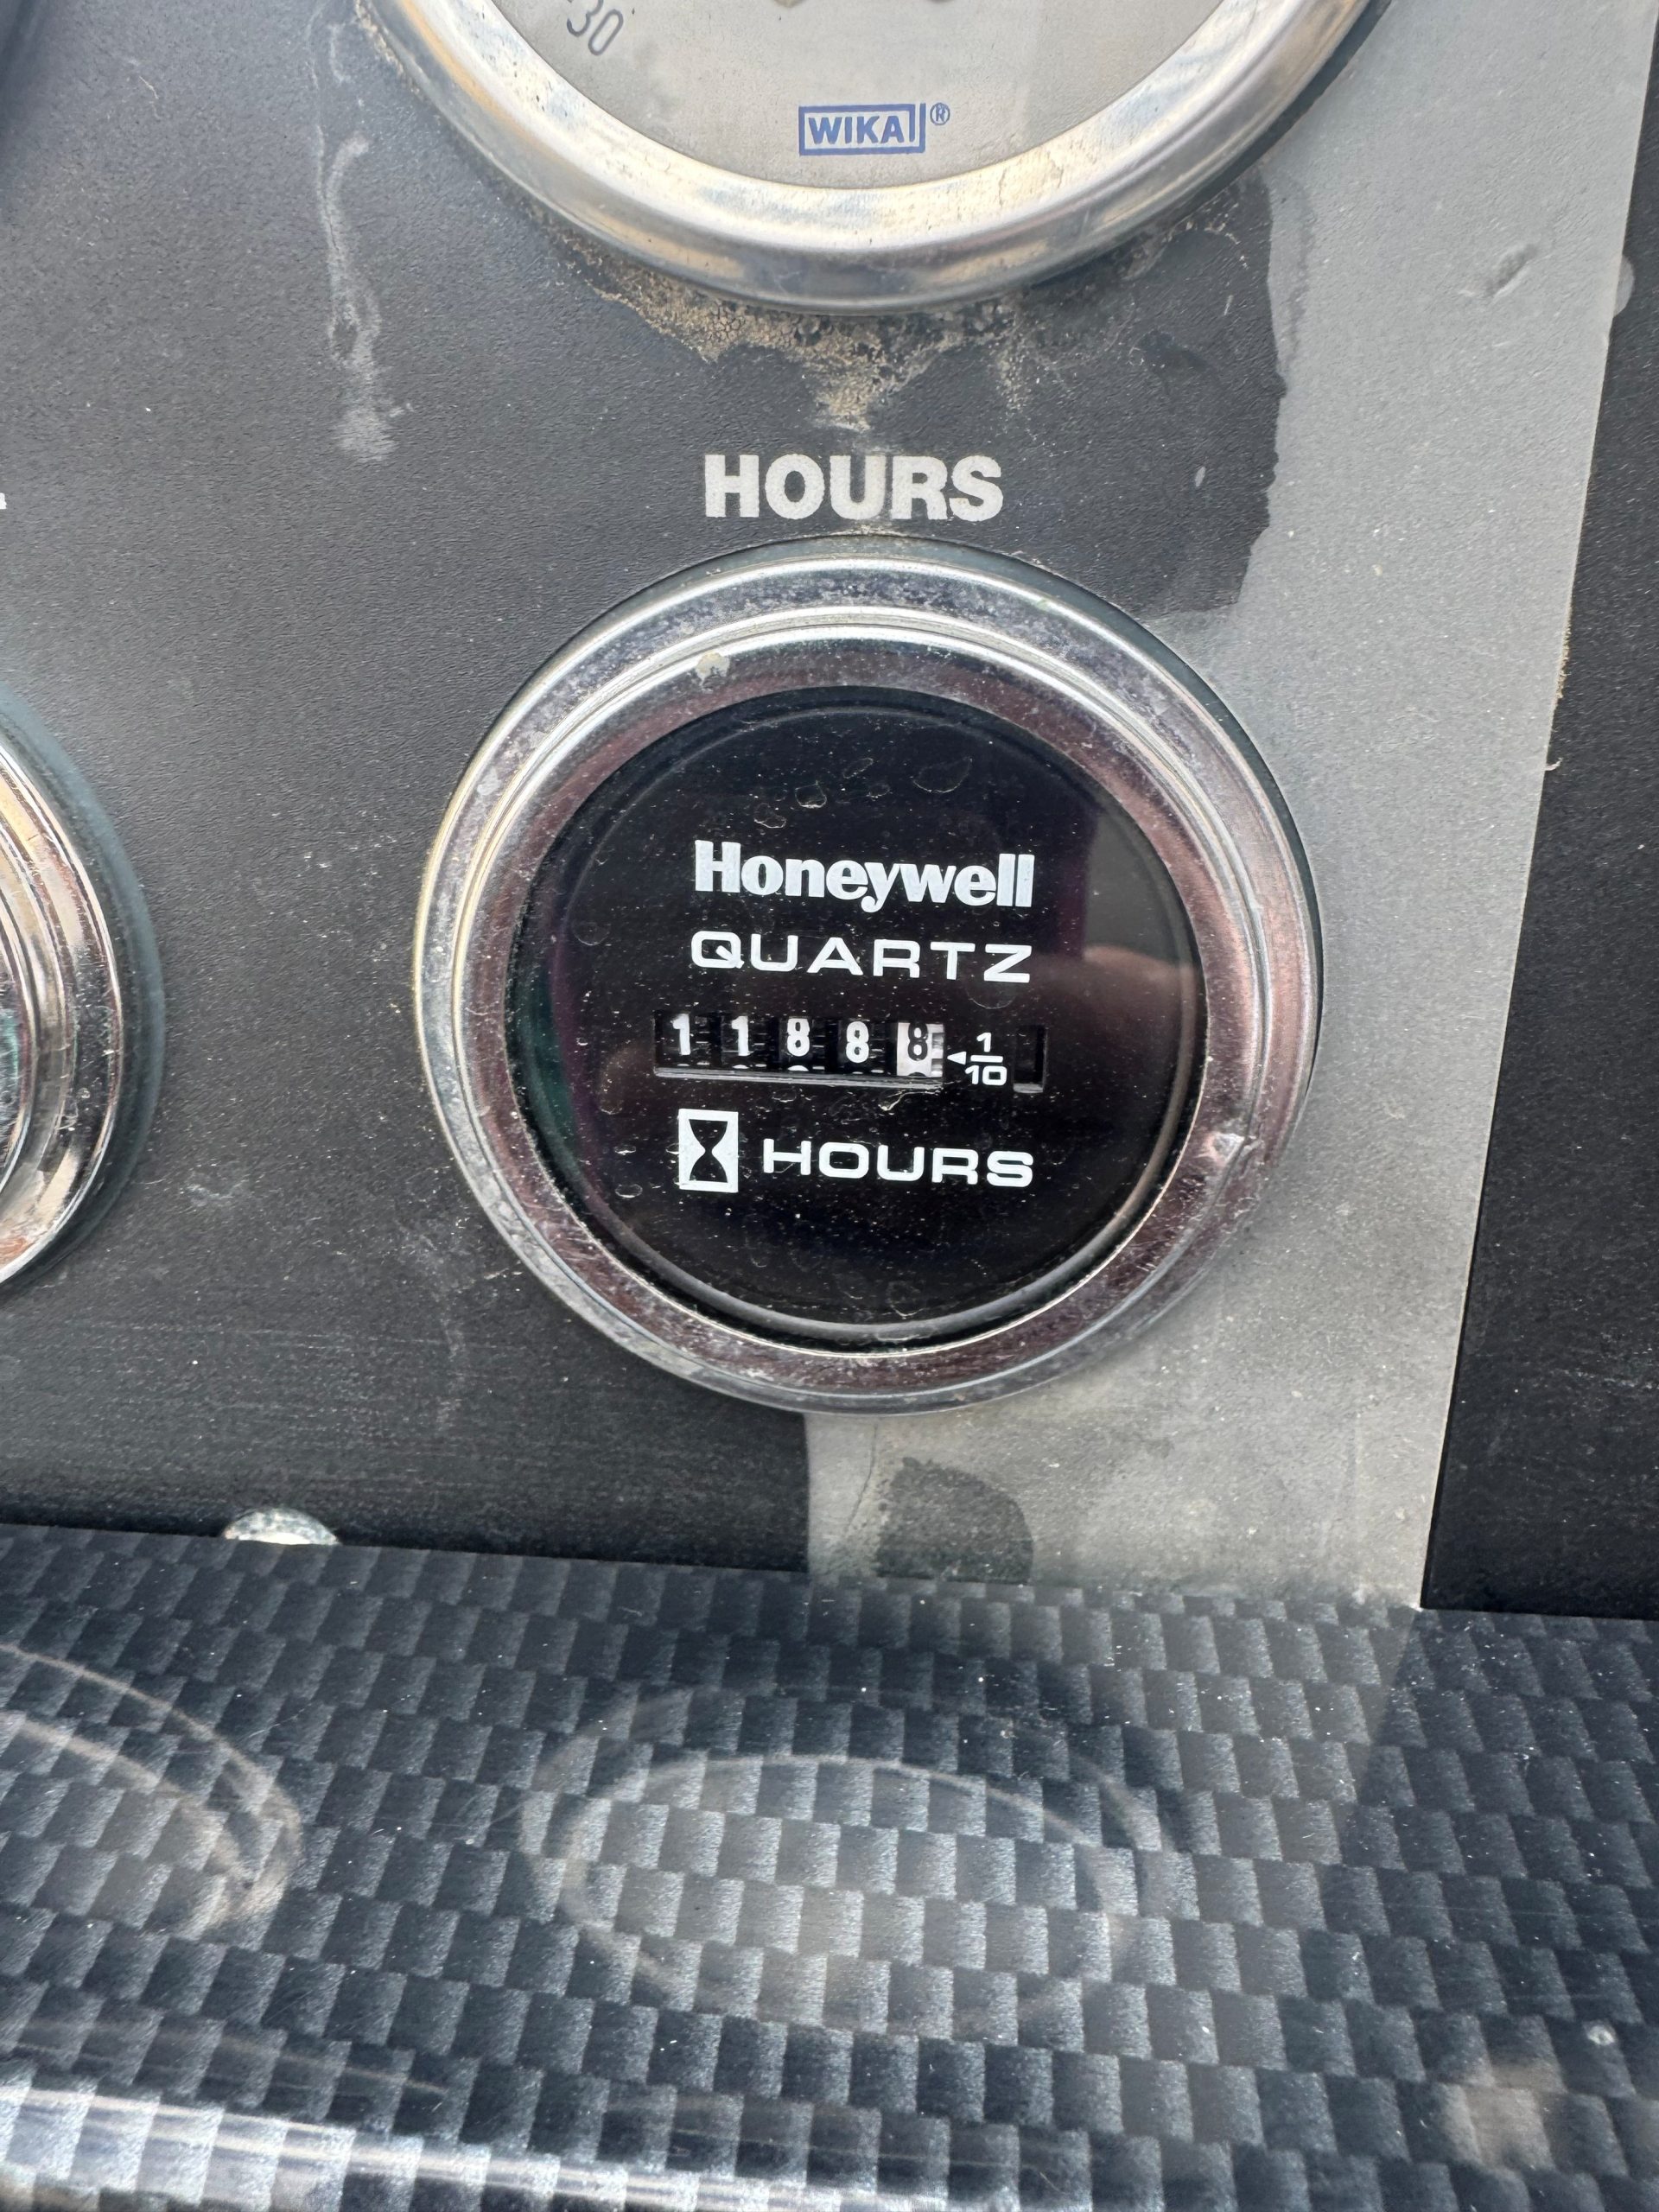 30
WIKA®
HOURS
Honeywell
QUARTZ
1 1 8 8 8 ◄ 1/10
HOURS